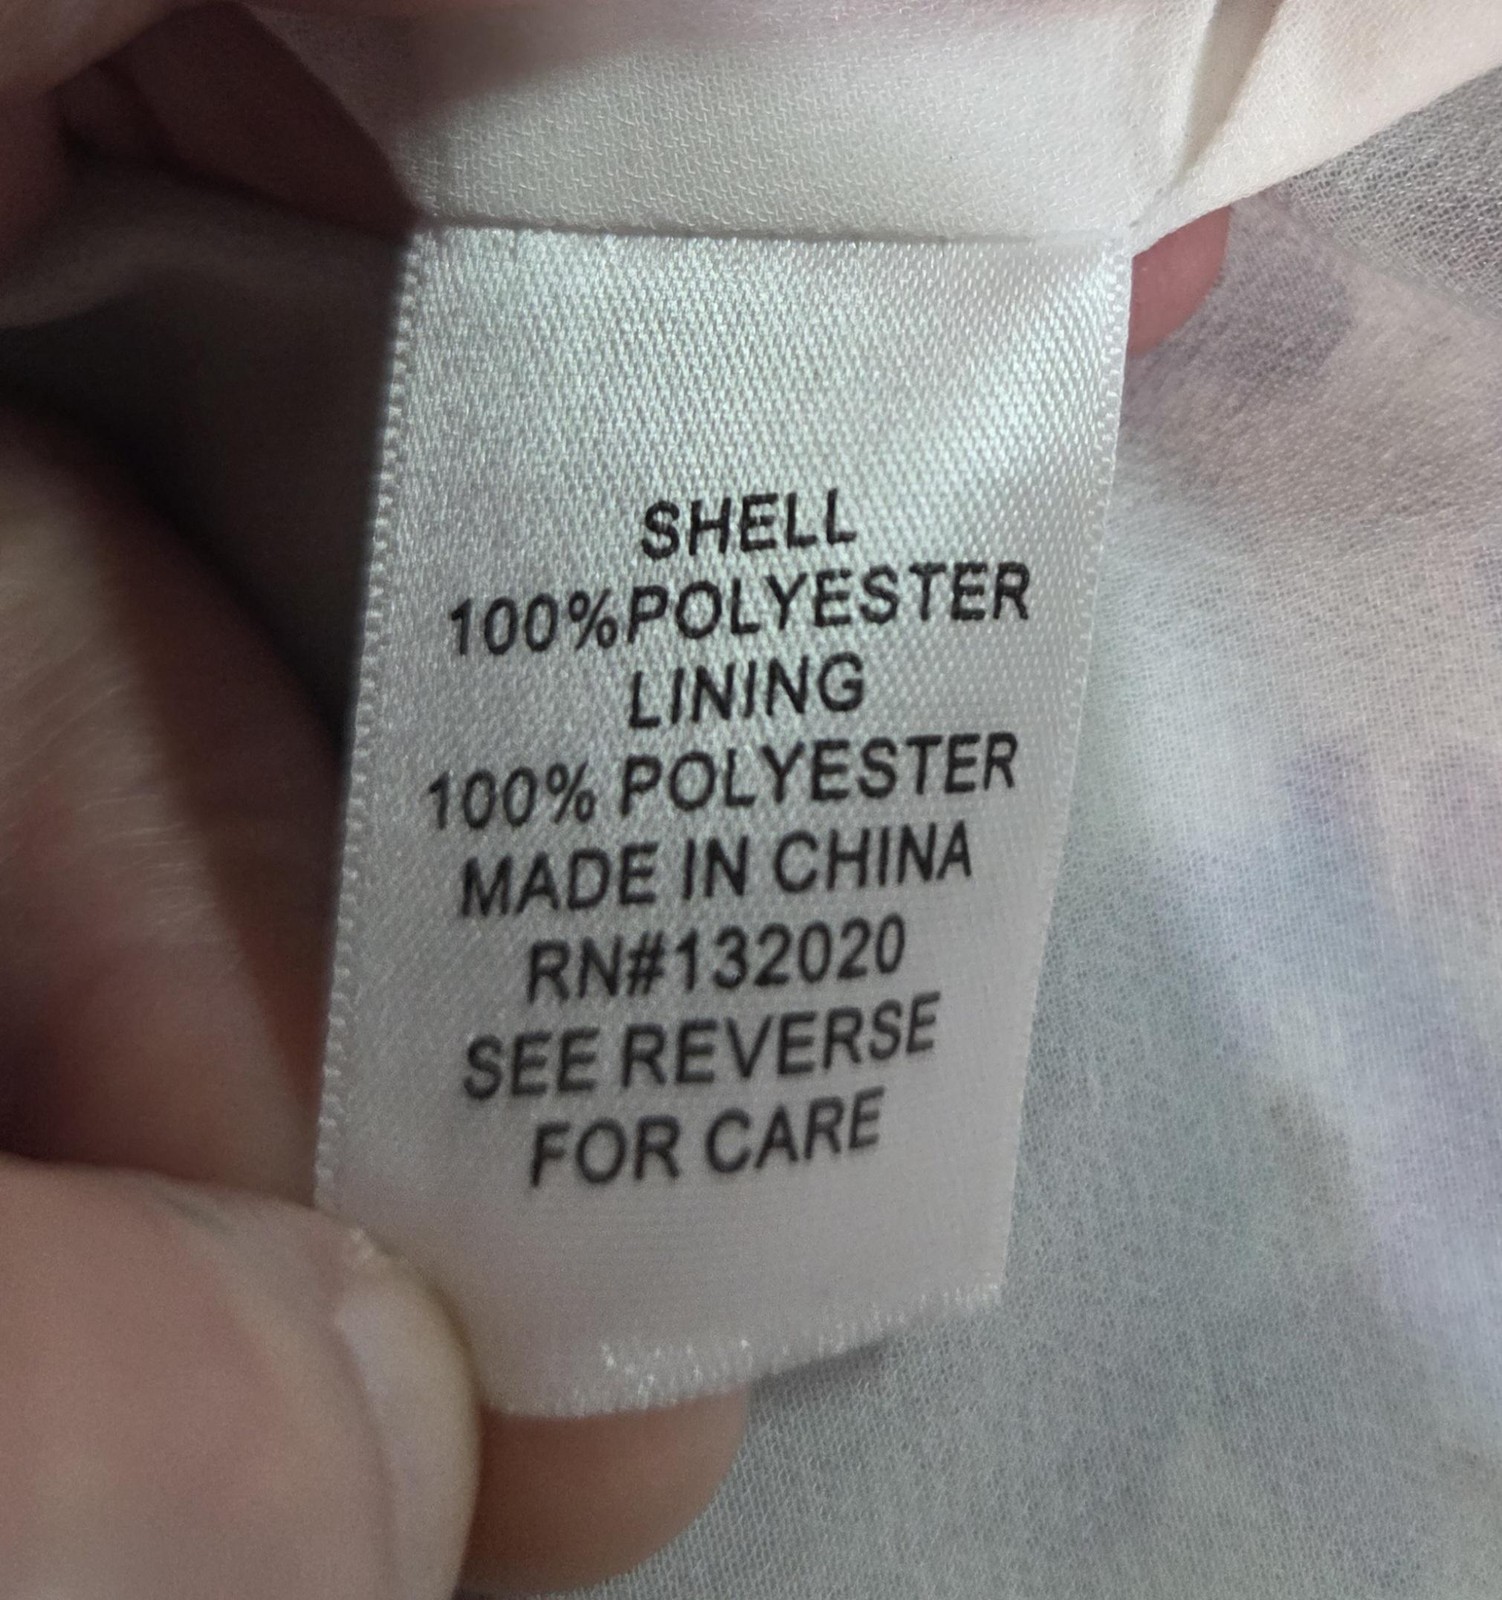 SHELL
100%POLYESTER
LINING
100% POLYESTER
MADE IN CHINA
RN#132020
SEE REVERSE
FOR CARE